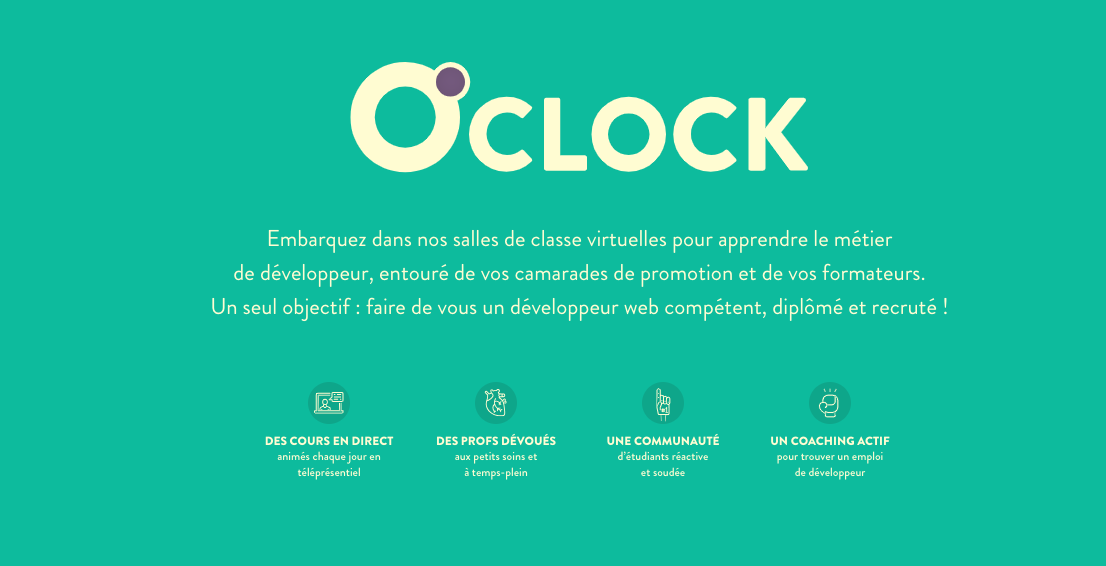 O'CLOCK
Embarquez dans nos salles de classe virtuelles pour apprendre le métier
de développeur, entouré de vos camarades de promotion et de vos formateurs.
Un seul objectif : faire de vous un développeur web compétent, diplômé et recruté !
DES COURS EN DIRECT
animés chaque jour en
téléprésentiel
DES PROFS DÉVOUÉS
aux petits soins et
à temps-plein
UNE COMMUNAUTÉ
d'étudiants réactive
et soudée
UN COACHING ACTIF
pour trouver un emploi
de développeur